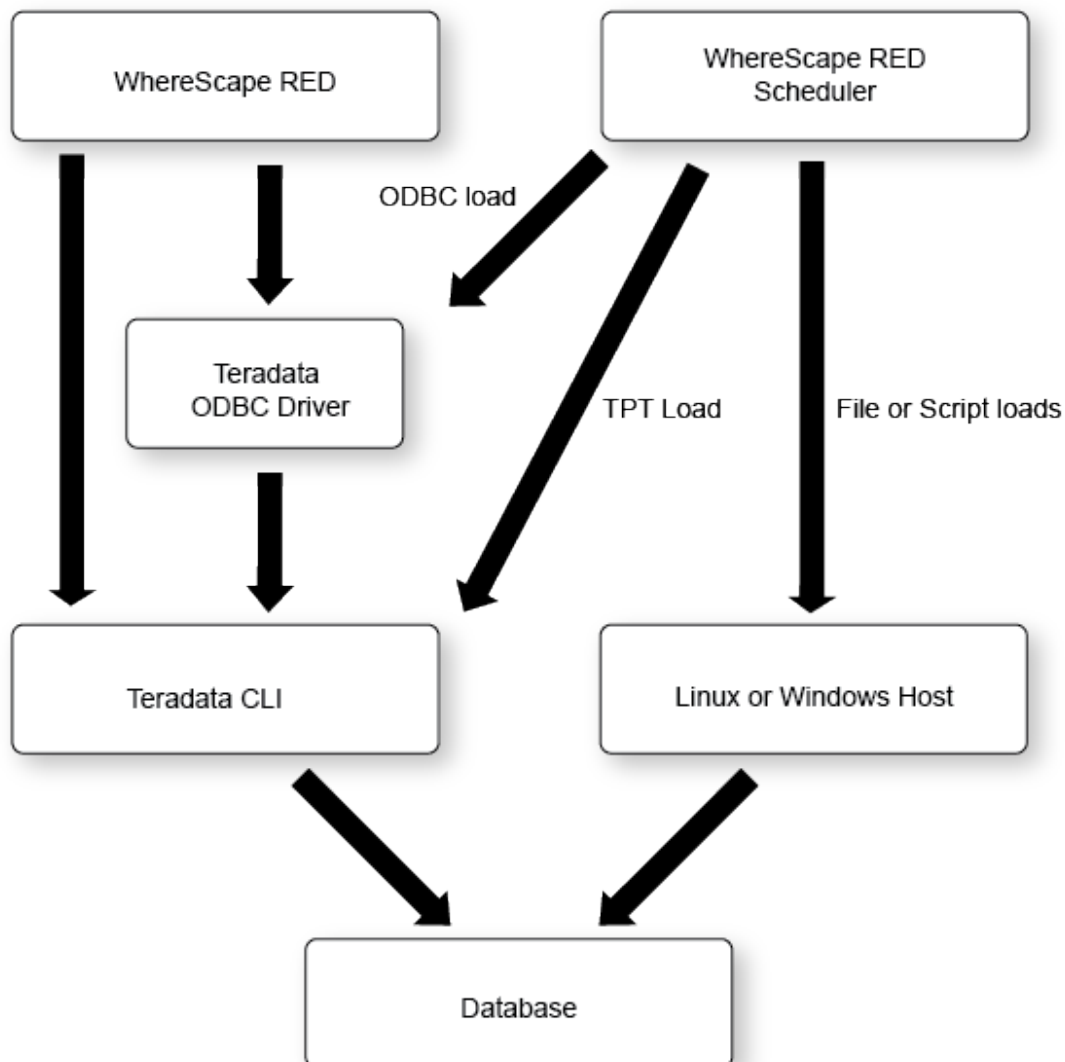 WhereScape RED
WhereScape RED
Scheduler
ODBC load
Teradata
ODBC Driver
TPT Load
File or Script loads
Teradata CLI
Linux or Windows Host
Database